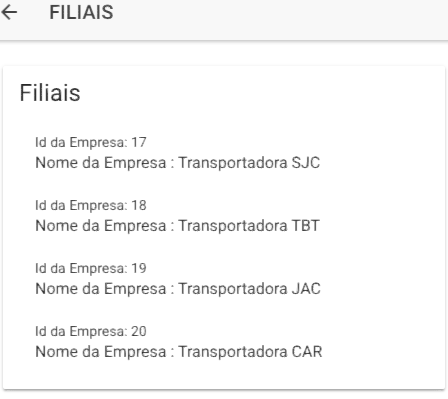 FILIAIS
Filiais
Id da Empresa: 17
Nome da Empresa : Transportadora SJC
Id da Empresa: 18
Nome da Empresa : Transportadora TBT
Id da Empresa: 19
Nome da Empresa : Transportadora JAC
Id da Empresa: 20
Nome da Empresa : Transportadora CAR